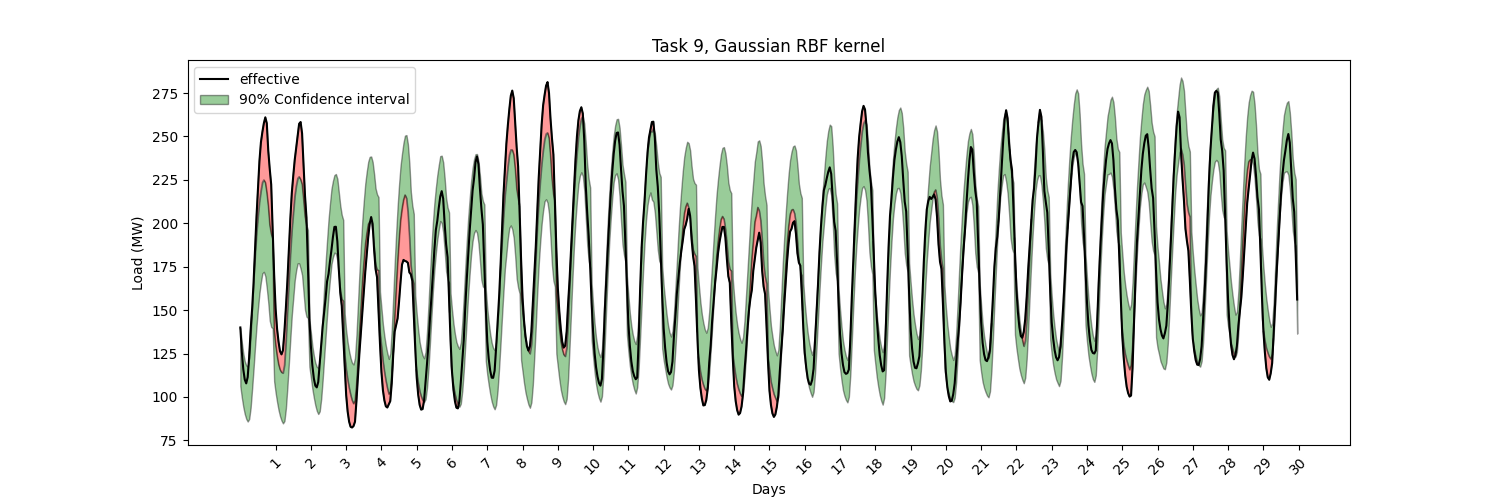 Task 9, Gaussian RBF kernel
effective
90% Confidence interval
Load (MW)
275
250
225
200
175
150
125
100
75
1 2 3 4 5 6 7 8 9 10 11 12 13 14 15 16 17 18 19 20 21 22 23 24 25 26 27 28 29 30
Days